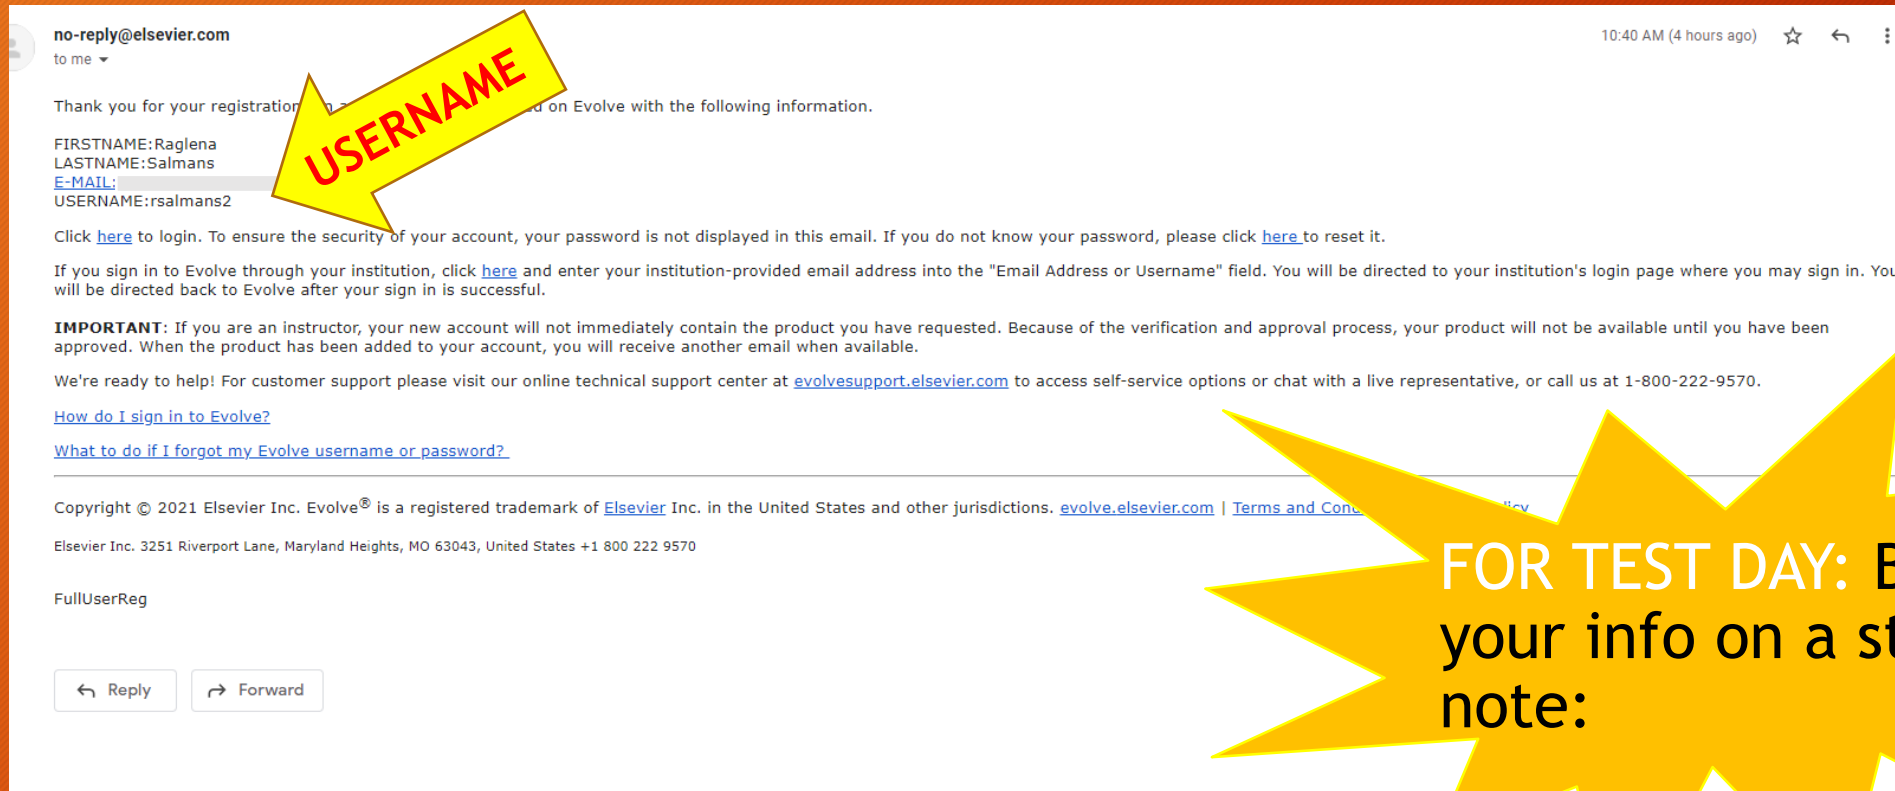 no-reply@elsevier.com
10:40 AM (4 hours ago)
to me
USERNAME
Thank you for your registration on Evolve with the following information.
FIRSTNAME:Raglena
LASTNAME:Salmans
E-MAIL:
USERNAME:rsalmans2
Click here to login. To ensure the security of your account, your password is not displayed in this email. If you do not know your password, please click here to reset it.
If you sign in to Evolve through your institution, click here and enter your institution-provided email address into the "Email Address or Username" field. You will be directed to your institution's login page where you may sign in. You
will be directed back to Evolve after your sign in is successful.
IMPORTANT: If you are an instructor, your new account will not immediately contain the product you have requested. Because of the verification and approval process, your product will not be available until you have been
approved. When the product has been added to your account, you will receive another email when available.
We're ready to help! For customer support please visit our online technical support center at evolvesupport.elsevier.com to access self-service options or chat with a live representative, or call us at 1-800-222-9570.
How do I sign in to Evolve?
What to do if I forgot my Evolve username or password?
Copyright © 2021 Elsevier Inc. Evolve® is a registered trademark of Elsevier Inc. in the United States and other jurisdictions. evolve.elsevier.com | Terms and
Elsevier Inc. 3251 Riverport Lane, Maryland Heights, MO 63043, United States +1 800 222 9570
FullUserReg
FOR TEST DAY:
your info on a
note:
Reply
Forward